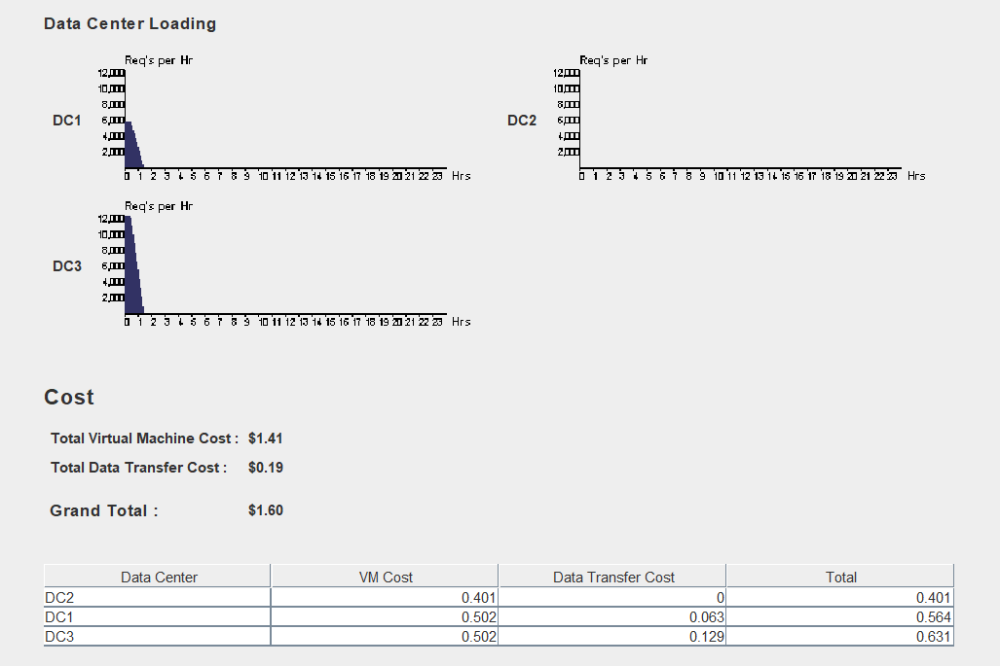 Data Center Loading
Req's per Hr
12,000
10,000
8,000
DC1
6,000
4,000
2,000
0 1 2 3 4 5 6 7 8 9 10 11 12 13 14 15 16 17 18 19 20 21 22 23 Hrs
Req's per Hr
12,000
10,000
8,000
DC2
6,000
4,000
2,000
0 1 2 3 4 5 6 7 8 9 10 11 12 13 14 15 16 17 18 19 20 21 22 23 Hrs
Req's per Hr
12,000
10,000
8,000
DC3
6,000
4,000
2,000
0 1 2 3 4 5 6 7 8 9 10 11 12 13 14 15 16 17 18 19 20 21 22 23 Hrs
Cost
Total Virtual Machine Cost : $1.41
Total Data Transfer Cost : $0.19
Grand Total : $1.60
Data Center VM Cost Data Transfer Cost Total
DC2 0.401 0 0.401
DC1 0.502 0.063 0.564
DC3 0.502 0.129 0.631